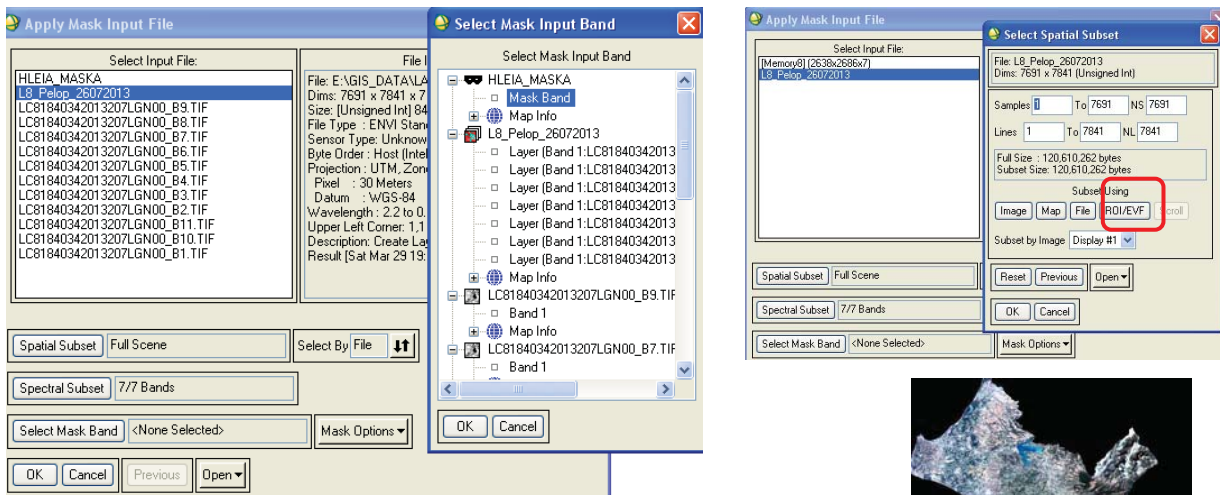 Apply Mask Input File
Select Input File:
HLEIA_MASKA
L8_Pelop_26072013
LC81840342013207LGN00_B9.TIF
LC81840342013207LGN00_B8.TIF
LC81840342013207LGN00_B7.TIF
LC81840342013207LGN00_B6.TIF
LC81840342013207LGN00_B5.TIF
LC81840342013207LGN00_B4.TIF
LC81840342013207LGN00_B3.TIF
LC81840342013207LGN00_B2.TIF
LC81840342013207LGN00_B11.TIF
LC81840342013207LGN00_B10.TIF
LC81840342013207LGN00_B1.TIF
File I
File: E:\GIS_DATA\LA
Dims: 7691 x 7841 x 7
Size: [Unsigned Int] 84
File Type : ENVI Stan
Sensor Type: Unknow
Byte Order : Host (Intel
Projection : UTM, Zon
Pixel : 30 Meters
Datum : WGS-84
Wavelength : 2.2 to 0.
Upper Left Corner: 1,1
Description: Create La
Result [Sat Mar 29 19:
Spatial Subset Full Scene
Select By File
Spectral Subset 7/7 Bands
Select Mask Band <None Selected>
Mask Options
OK Cancel Previous Open
Select Mask Input Band
Select Mask Input Band
HLEIA_MASKA
Mask Band
Map Info
L8_Pelop_26072013
Layer (Band 1:LC81840342013
Layer (Band 1:LC81840342013
Layer (Band 1:LC81840342013
Layer (Band 1:LC81840342013
Layer (Band 1:LC81840342013
Layer (Band 1:LC81840342013
Layer (Band 1:LC81840342013
Map Info
LC81840342013207LGN00_B9.TIF
Band 1
Map Info
LC81840342013207LGN00_B7.TIF
Band 1
OK Cancel
Apply Mask Input File
Select Input File:
[Memory8] (2638x2686x7)
L8_Pelop_26072013
Spatial Subset Full Scene
Spectral Subset 7/7 Bands
Select Mask Band <None Selected>
Mask Options
Select Spatial Subset
File: L8_Pelop_26072013
Dims: 7691 x 7841 (Unsigned Int)
Samples 1 To 7691 NS 7691
Lines 1 To 7841 NL 7841
Full Size : 120,610,262 bytes
Subset Size: 120,610,262 bytes
Subset Using
Image Map File ROI/EVF Scroll
Subset by Image Display #1
Reset Previous Open
OK Cancel